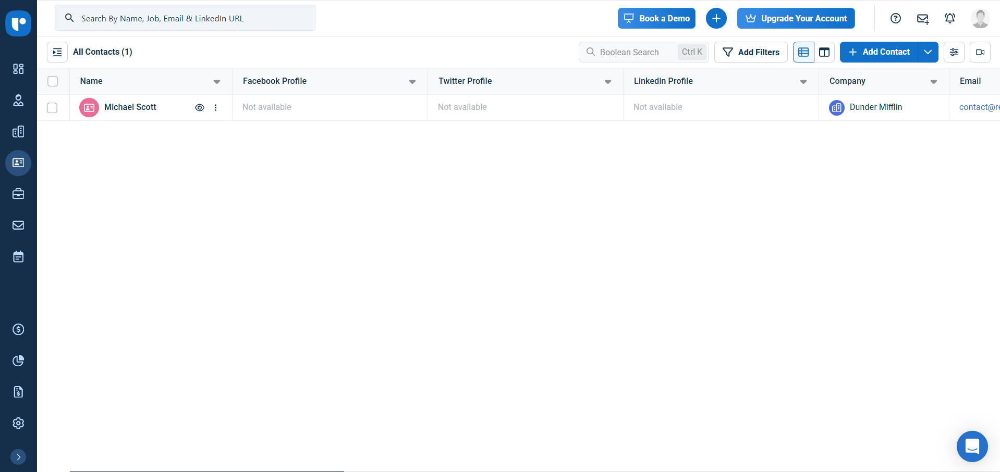 Search By Name, Job, Email & LinkedIn URL
Book a Demo
Upgrade Your Account
All Contacts (1)
Boolean Search
Ctrl K
Add Filters
Add Contact
Name
Facebook Profile
Twitter Profile
Linkedin Profile
Company
Email
Michael Scott
Not available
Not available
Not available
Dunder Mifflin
contact@re